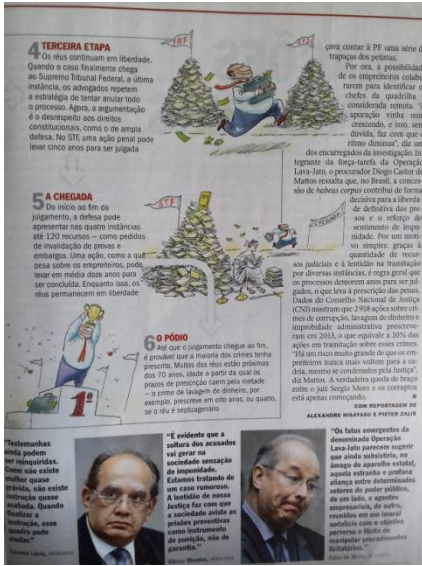 TRF
STJ
4 TERCEIRA ETAPA
Os réus continuam em liberdade.
Quando o caso finalmente chega
ao Supremo Tribunal Federal, a última
instância, os advogados repetem
a estratégia de tentar anular todo
o processo. Agora, a argumentação
é o desrespeito aos direitos
constitucionais, como o de ampla
defesa. No STF, uma ação penal pode
levar cinco anos para ser julgada
STF
CHEGADA
5 A CHEGADA
Do início ao fim do
julgamento, a defesa pode
apresentar nas quatro instâncias
até 120 recursos — como pedidos
de invalidação de provas e
embargos. Uma ação, como a que
pesa sobre os empreiteiros, pode
levar em média doze anos para
ser concluída. Enquanto isso, os
réus permanecem em liberdade
6 O PÓDIO
Até que o julgamento chegue ao fim,
é provável que a maioria dos crimes tenha
prescrito. Muitos dos réus estão próximos
dos 70 anos, idade a partir da qual os
prazos de prescrição caem pela metade
— o crime de lavagem de dinheiro, por
exemplo, prescreve em oito anos, ou quatro,
se o réu é septuagenário
1º
çava contar à PF uma série de
trapaças dos petistas.
Por ora, a possibilidade
de os empreiteiros colabo-
rarem para identificar o
chefes da quadrilha
considerada remota. "A
apuração vinha num
crescendo, e isso, sem
dúvida, faz com que o
ritmo diminua", diz um
dos encarregados da investigação. In-
tegrante da força-tarefa da Operação
Lava-Jato, o procurador Diogo Castor de
Mattos ressalta que, no Brasil, a conces-
são de habeas corpus contribui de forma
decisiva para a liberda-
de definitiva dos pre-
sos e o reforço do
sentimento de impu-
nidade. Por um moti-
vo simples: graças à
quantidade de recur-
sos judiciais e à lentidão na tramitação
por diversas instâncias, é regra geral que
os processos demorem anos para ser jul-
gados, o que leva à prescrição das penas.
Dados do Conselho Nacional de Justiça
(CNJ) mostram que 2 918 ações sobre cri-
mes de corrupção, lavagem de dinheiro e
improbidade administrativa prescreve-
ram em 2013, o que equivale a 10% das
ações em tramitação sobre esses crimes.
"Há um risco muito grande de que os em-
preiteiros nunca mais voltem para a ca-
deia, mesmo se condenados pela Justiça",
diz Mattos. A verdadeira queda de braço
entre o juiz Sergio Moro e os corruptos
está apenas começando.
COM REPORTAGEM DE
ALEXANDRE HISAYASU E PIETER ZALIS
"Testemunhas
ainda podem
ser reinquiridas.
Como não existe
mulher quase
grávida, não existe
instrução quase
acabada. Quando
finalizar a
instrução, esse
quadro pode
mudar."
Cármen Lúcia, ministra
"É evidente que a
soltura dos acusados
vai gerar na
sociedade sensação
de impunidade.
Estamos tratando de
um caso rumoroso.
A lentidão de nossa
Justiça faz com que
a sociedade aviste as
prisões preventivas
como instrumento
de punição, não de
garantia."
Gilmar Mendes, ministro
"Os fatos emergentes da
denominada Operação
Lava-Jato parecem sugerir
que ainda subsistiria, no
âmago do aparelho estatal,
aquela estranha e profana
aliança entre determinados
setores do poder público,
de um lado, e agentes
empresariais, de outro,
reunidos em um imoral
sodalício com o objetivo
perverso e ilícito de
manipular procedimentos
licitatórios."
Celso de Mello, ministro